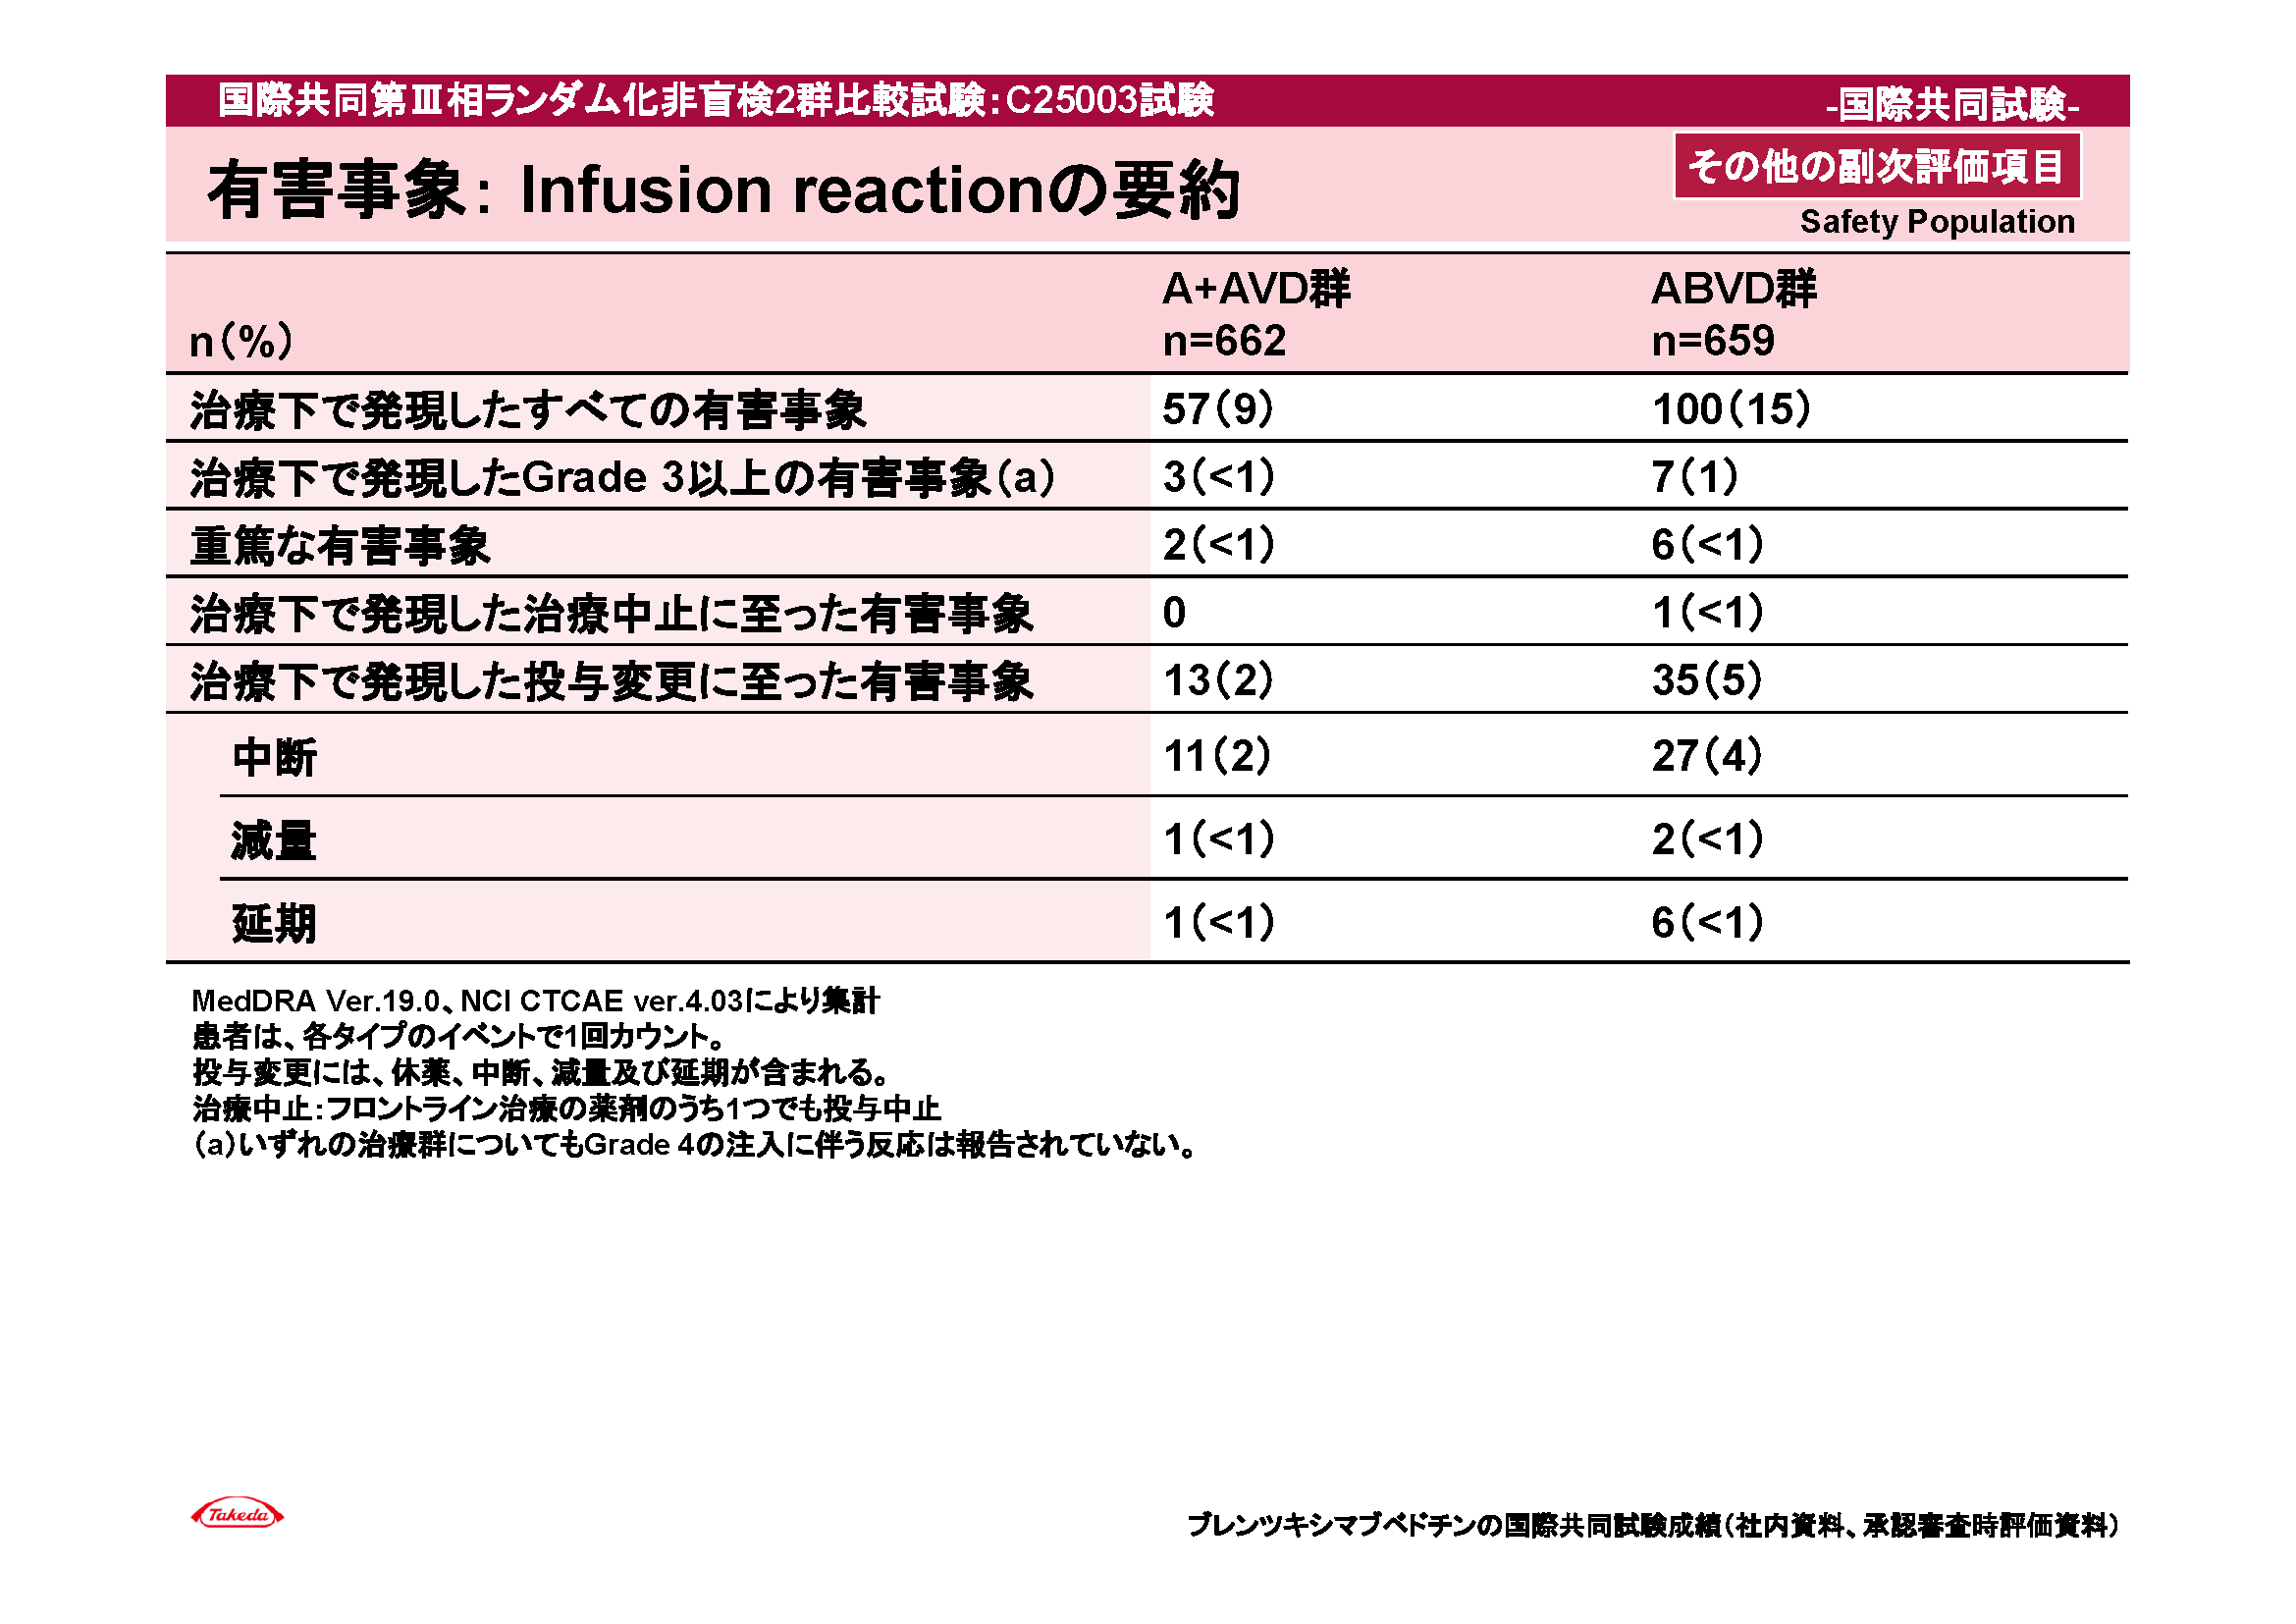 国際共同第Ⅲ相ランダム化非盲検2群比較試験：C25003試験
-国際共同試験-
有害事象： Infusion reactionの要約
その他の副次評価項目
Safety Population
n（%） A+AVD群 n=662 ABVD群 n=659
治療下で発現したすべての有害事象 57（9） 100（15）
治療下で発現したGrade 3以上の有害事象（a） 3（<1） 7（1）
重篤な有害事象 2（<1） 6（<1）
治療下で発現した治療中止に至った有害事象 0 1（<1）
治療下で発現した投与変更に至った有害事象 13（2） 35（5）
中断 11（2） 27（4）
減量 1（<1） 2（<1）
延期 1（<1） 6（<1）
MedDRA Ver.19.0、NCI CTCAE ver.4.03により集計
患者は、各タイプのイベントで1回カウント。
投与変更には、休薬、中断、減量及び延期が含まれる。
治療中止：フロントライン治療の薬剤のうち1つでも投与中止
（a）いずれの治療群についてもGrade 4の注入に伴う反応は報告されていない。
Takeda
ブレンツキシマブベドチンの国際共同試験成績（社内資料、承認審査時評価資料）